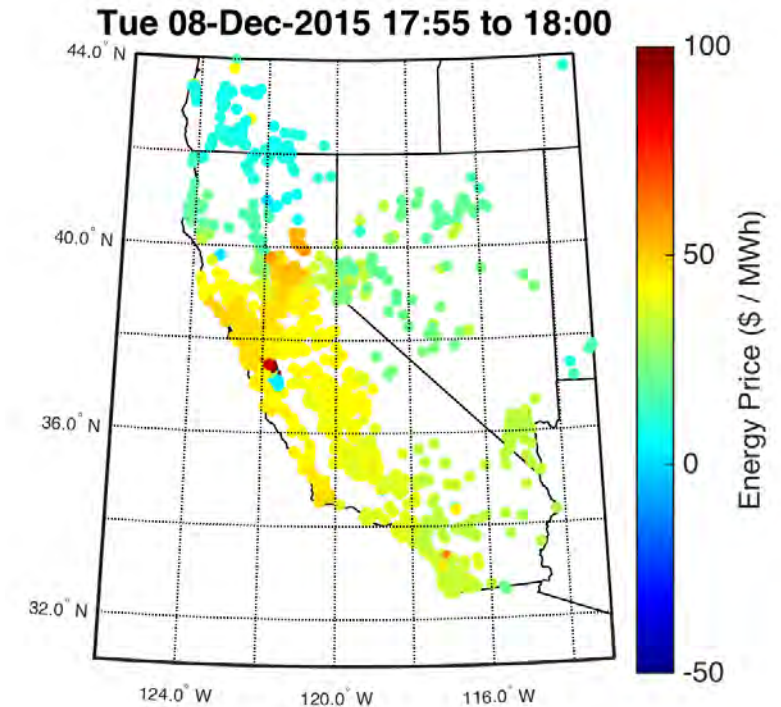 Tue 08-Dec-2015 17:55 to 18:00
44.0° N
40.0° N
36.0° N
32.0° N
124.0° W
120.0° W
116.0° W
100
50
0
-50
Energy Price ($ / MWh)